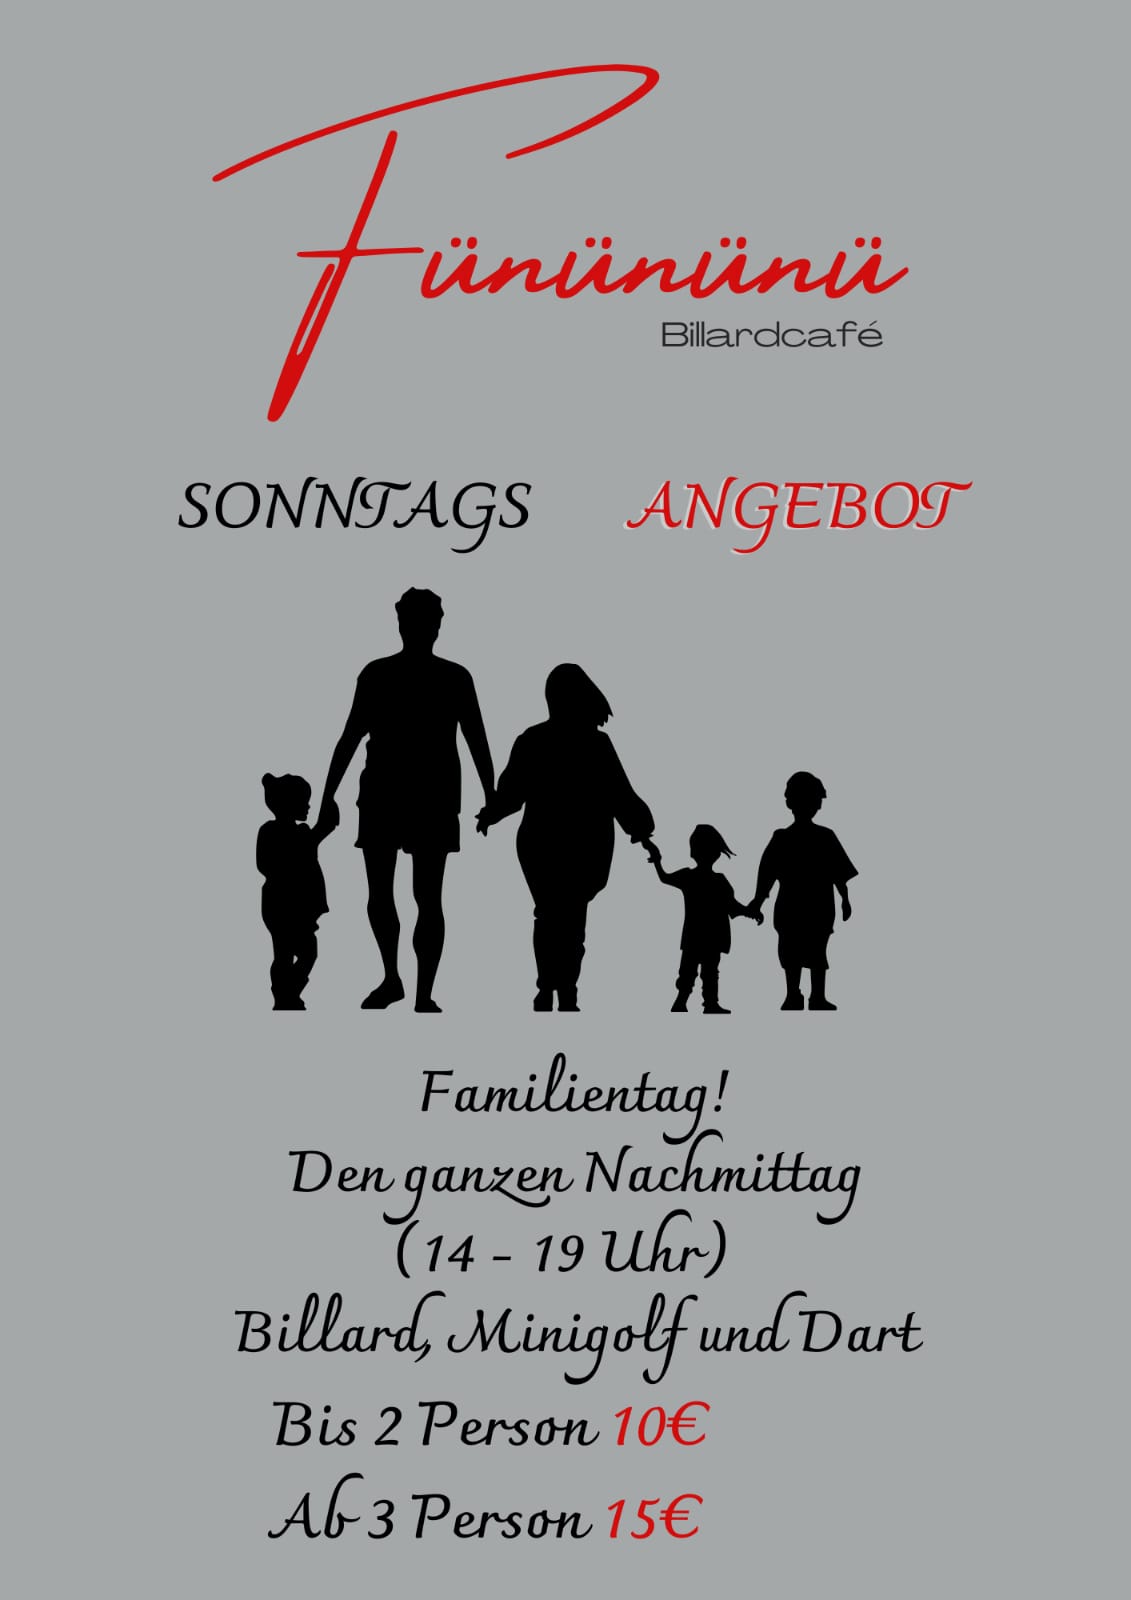 Fünününü
Billardcafé
SONNTAGS ANGEBOT
Familientag!
Den ganzen Nachmittag
(14 - 19 Uhr)
Billard, Minigolf und Dart
Bis 2 Person 10€
Ab 3 Person 15€